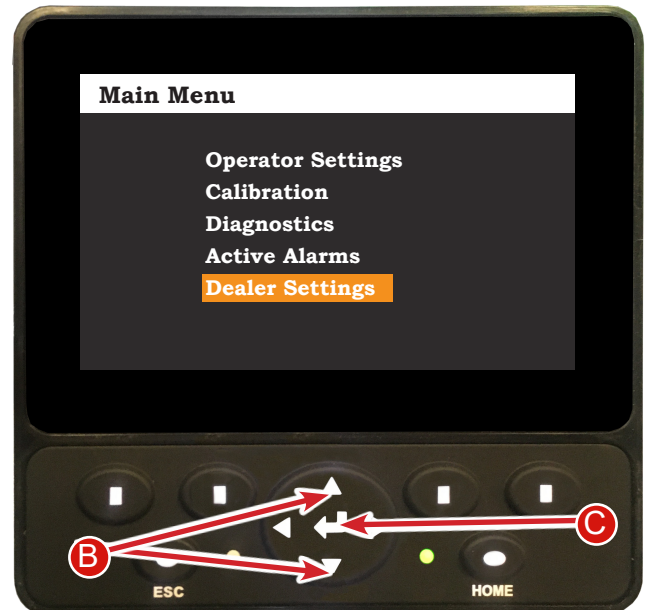 Main Menu
Operator Settings
Calibration
Diagnostics
Active Alarms
Dealer Settings
B
C
ESC
HOME